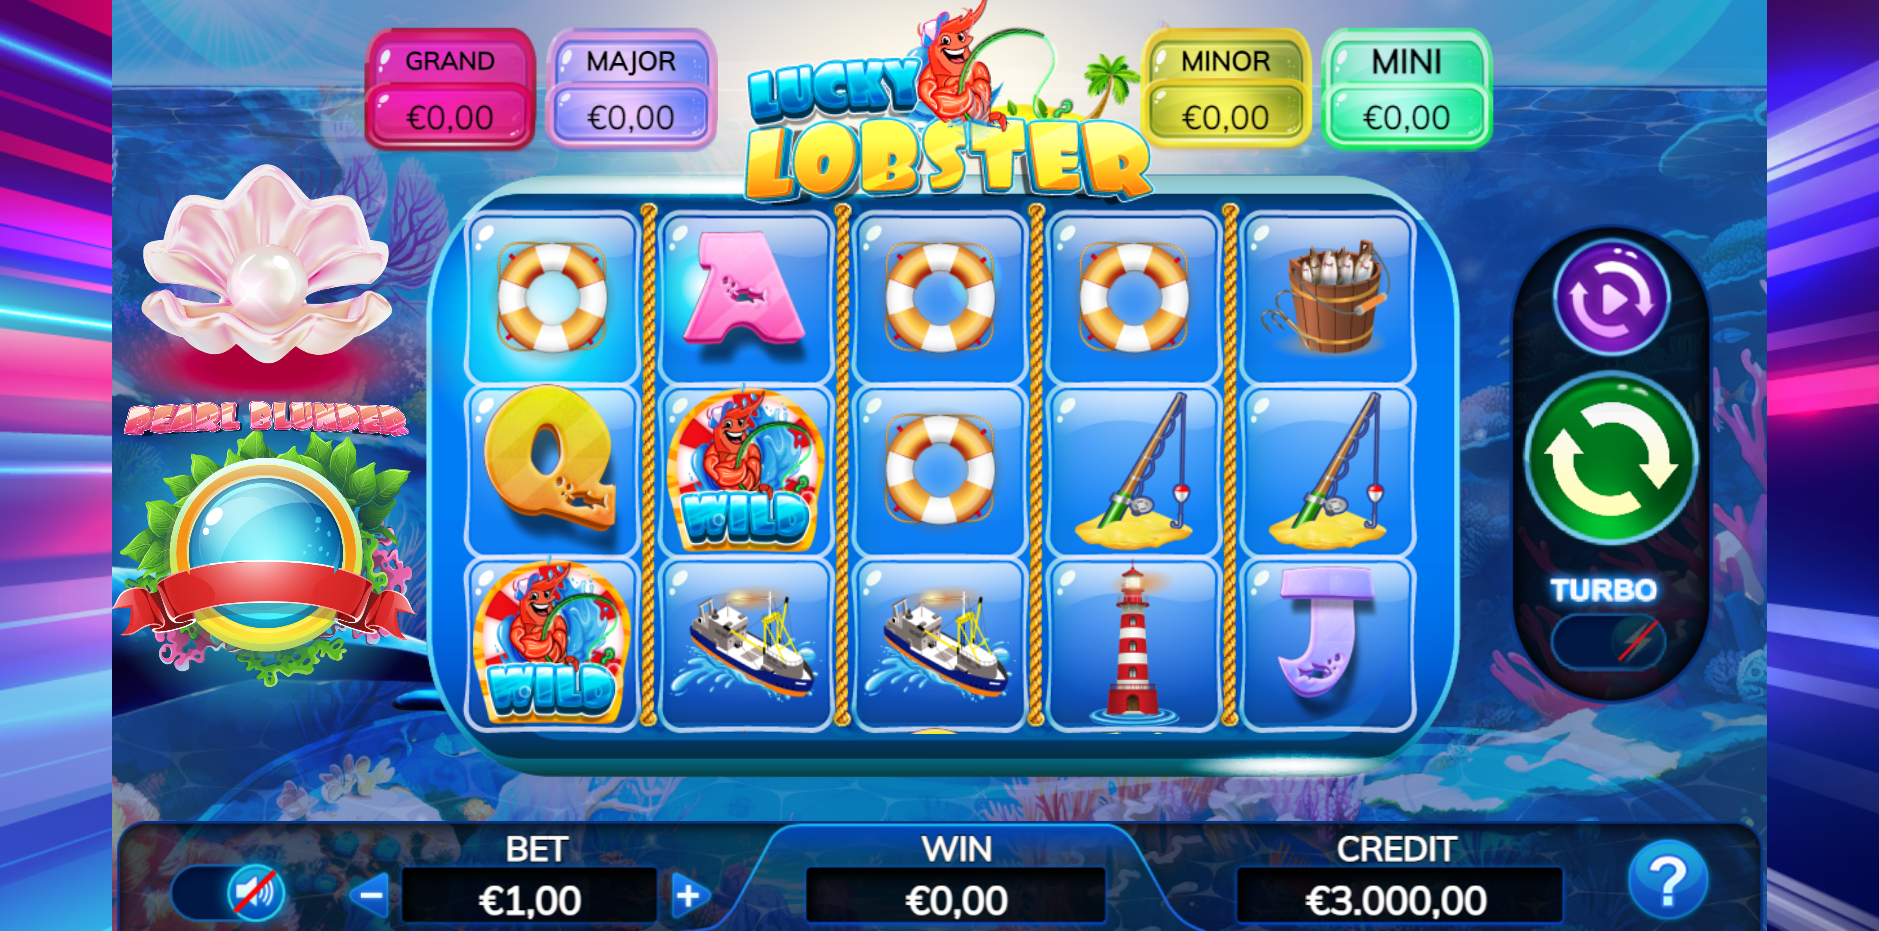 GRAND
€0,00
MAJOR
€0,00
LUCKY
LOBSTER
MINOR
€0,00
MINI
€0,00
PEARL BLUNDER
A
Q
WILD
WILD
J
TURBO
BET
€1,00
WIN
€0,00
CREDIT
€3.000,00
?